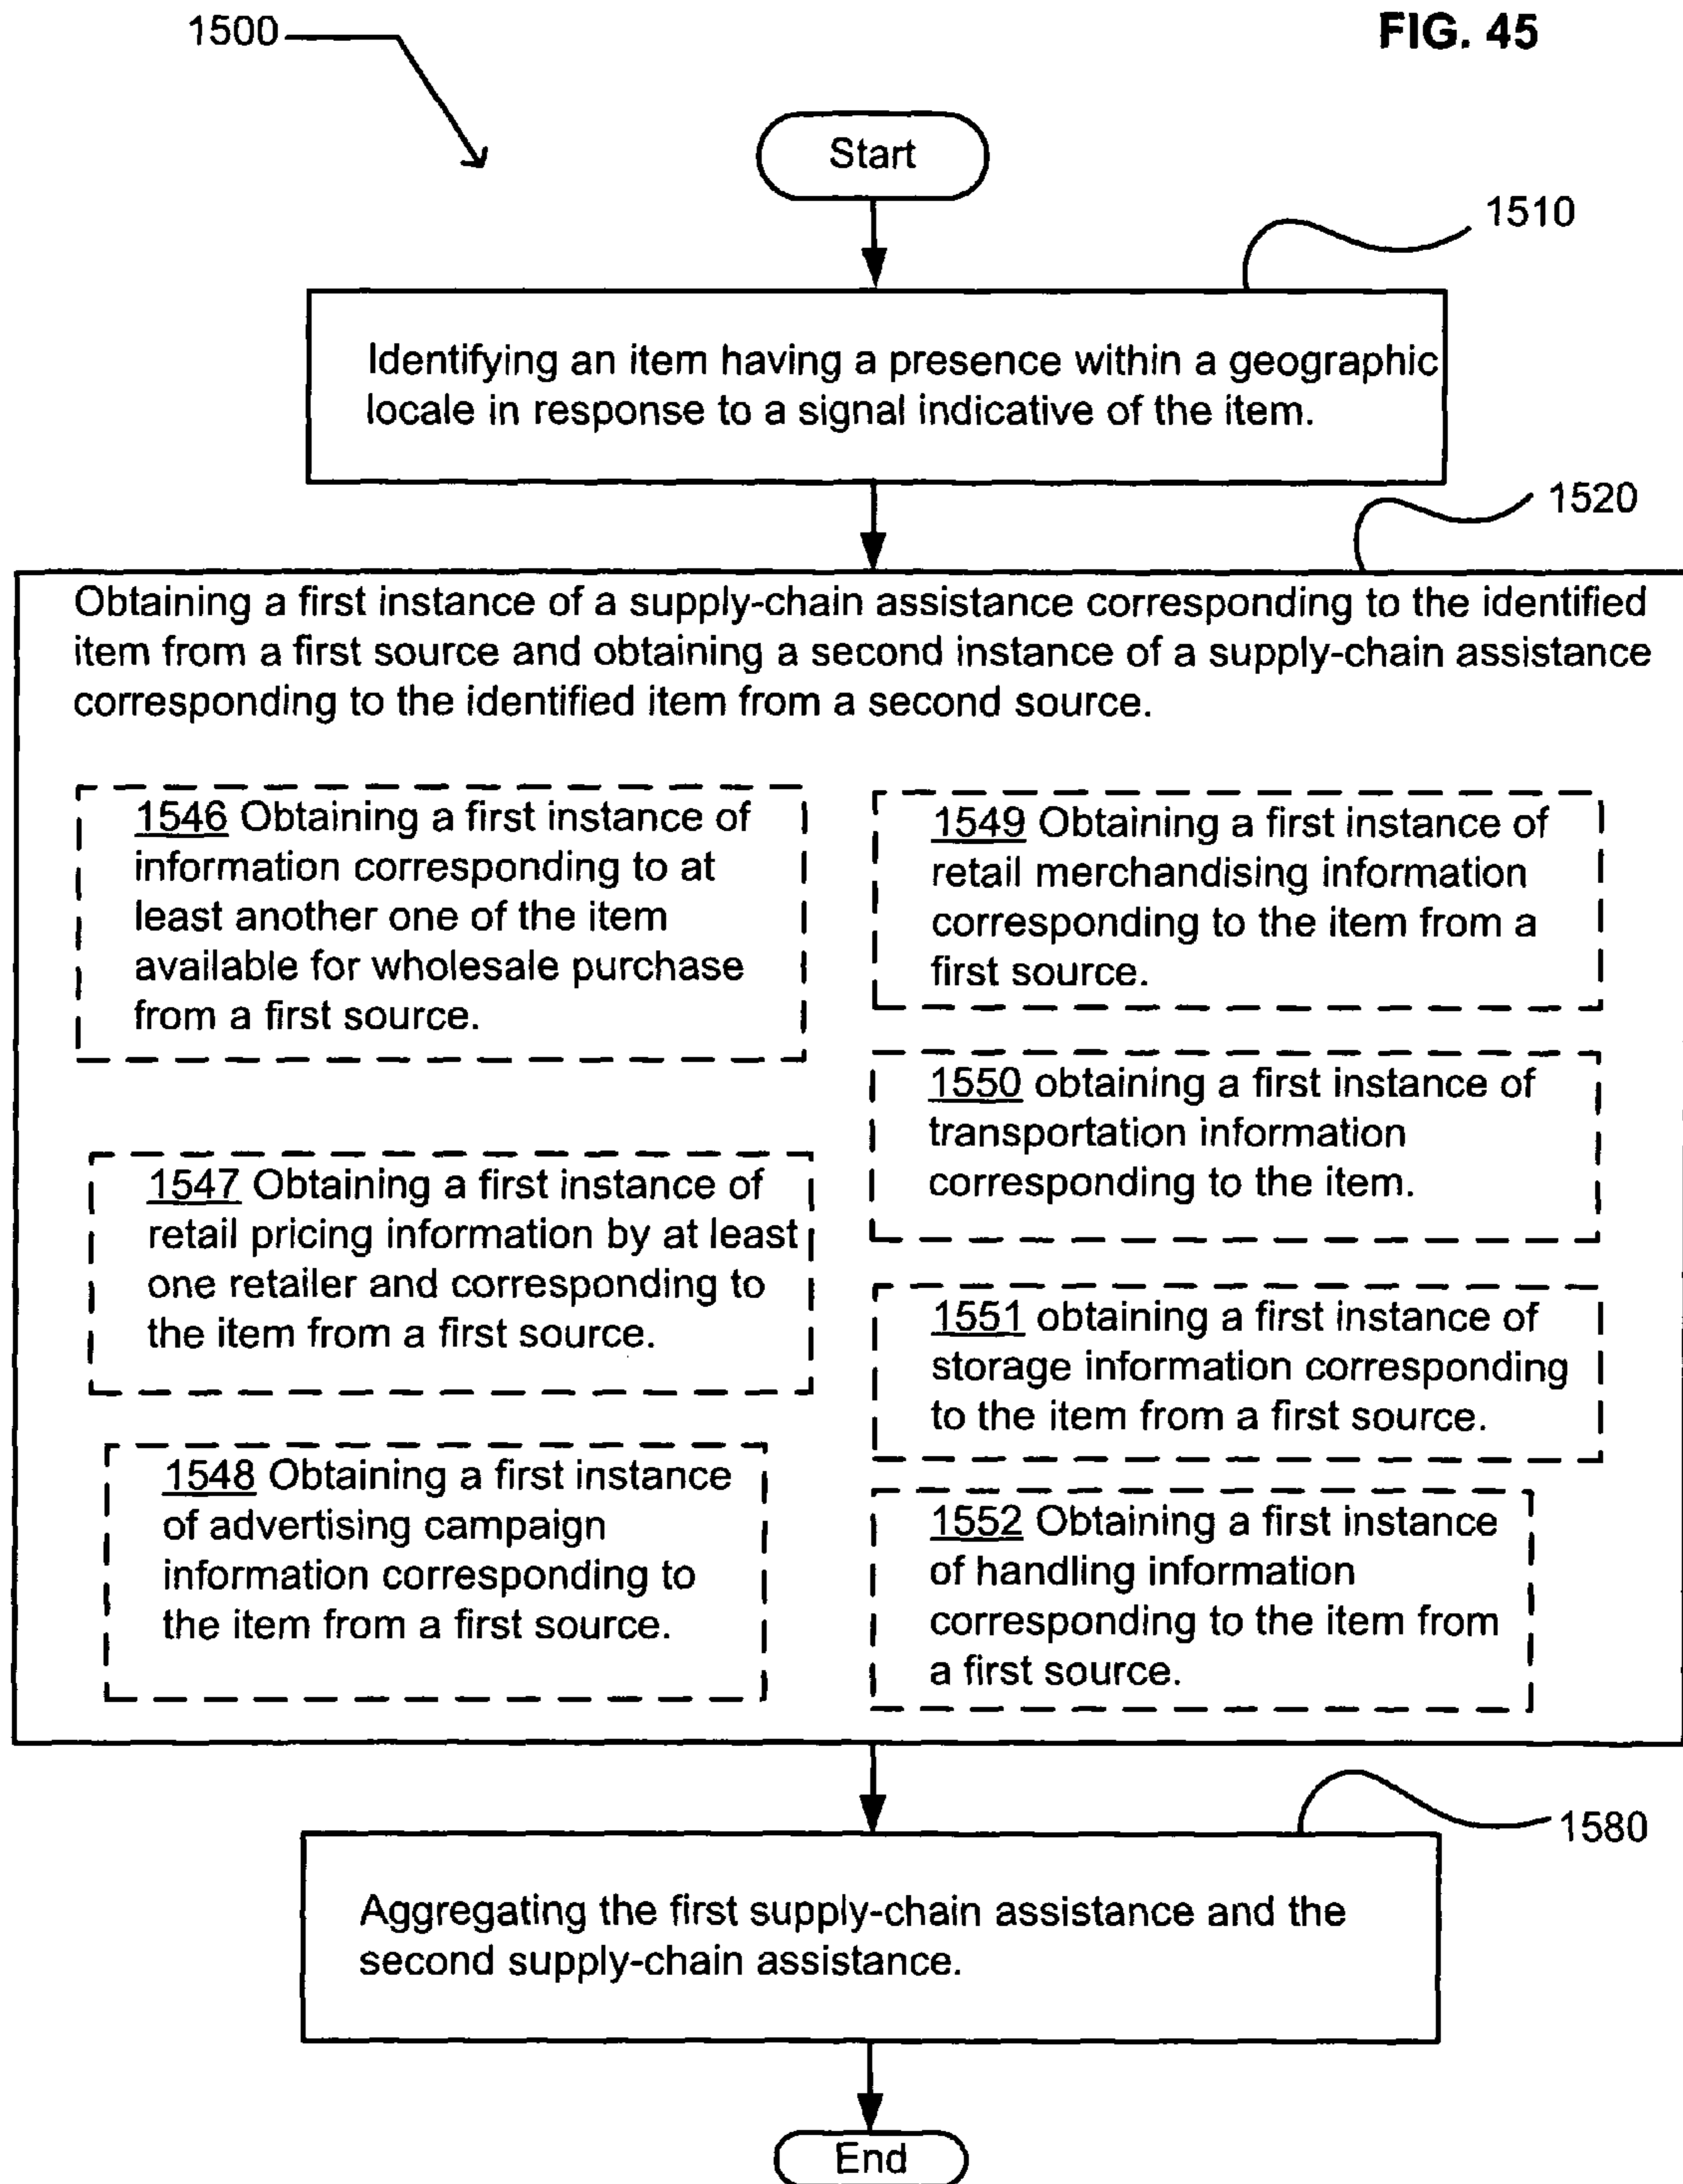 1500
FIG. 45
Start
1510
Identifying an item having a presence within a geographic
locale in response to a signal indicative of the item.
1520
Obtaining a first instance of a supply-chain assistance corresponding to the identified
item from a first source and obtaining a second instance of a supply-chain assistance
corresponding to the identified item from a second source.
1546 Obtaining a first instance of
information corresponding to at
least another one of the item
available for wholesale purchase
from a first source.
1547 Obtaining a first instance of
retail pricing information by at least
one retailer and corresponding to
the item from a first source.
1548 Obtaining a first instance
of advertising campaign
information corresponding to
the item from a first source.
1549 Obtaining a first instance of
retail merchandising information
corresponding to the item from a
first source.
1550 obtaining a first instance of
transportation information
corresponding to the item.
1551 obtaining a first instance of
storage information corresponding
to the item from a first source.
1552 Obtaining a first instance
of handling information
corresponding to the item from
a first source.
1580
Aggregating the first supply-chain assistance and the
second supply-chain assistance.
End